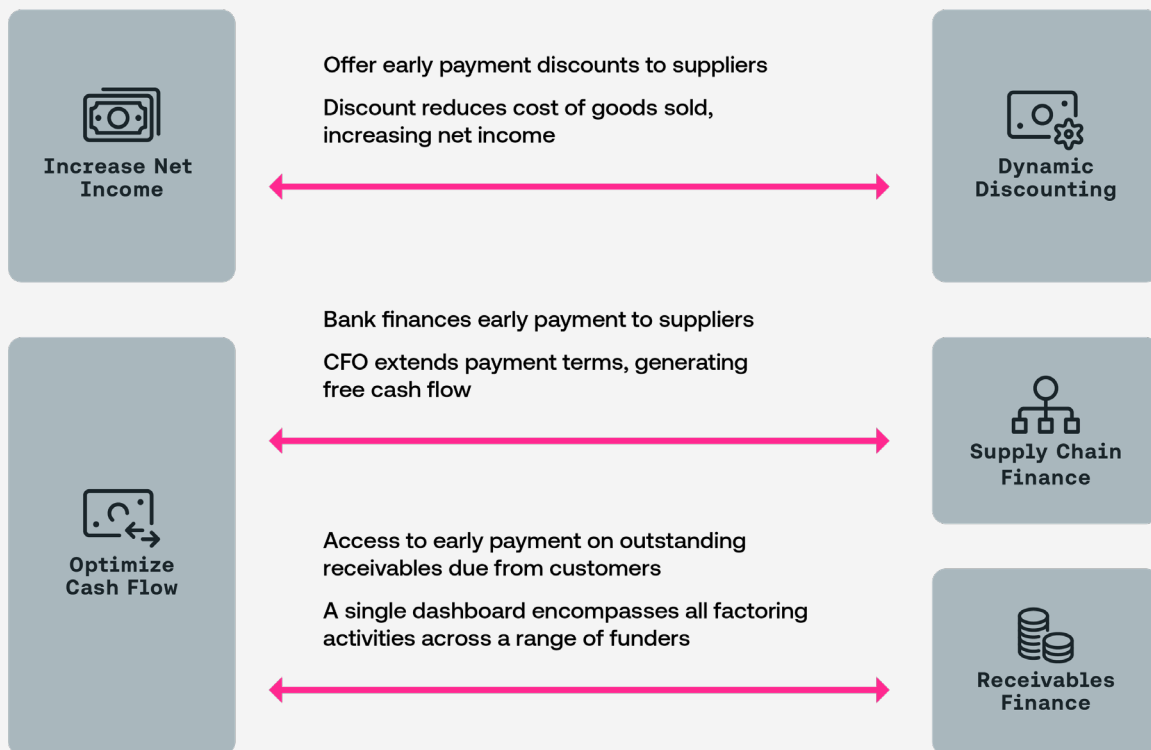 Increase Net
Income
Offer early payment discounts to suppliers
Discount reduces cost of goods sold,
increasing net income
Dynamic
Discounting
Optimize
Cash Flow
Bank finances early payment to suppliers
CFO extends payment terms, generating
free cash flow
Supply Chain
Finance
Access to early payment on outstanding
receivables due from customers
A single dashboard encompasses all factoring
activities across a range of funders
Receivables
Finance